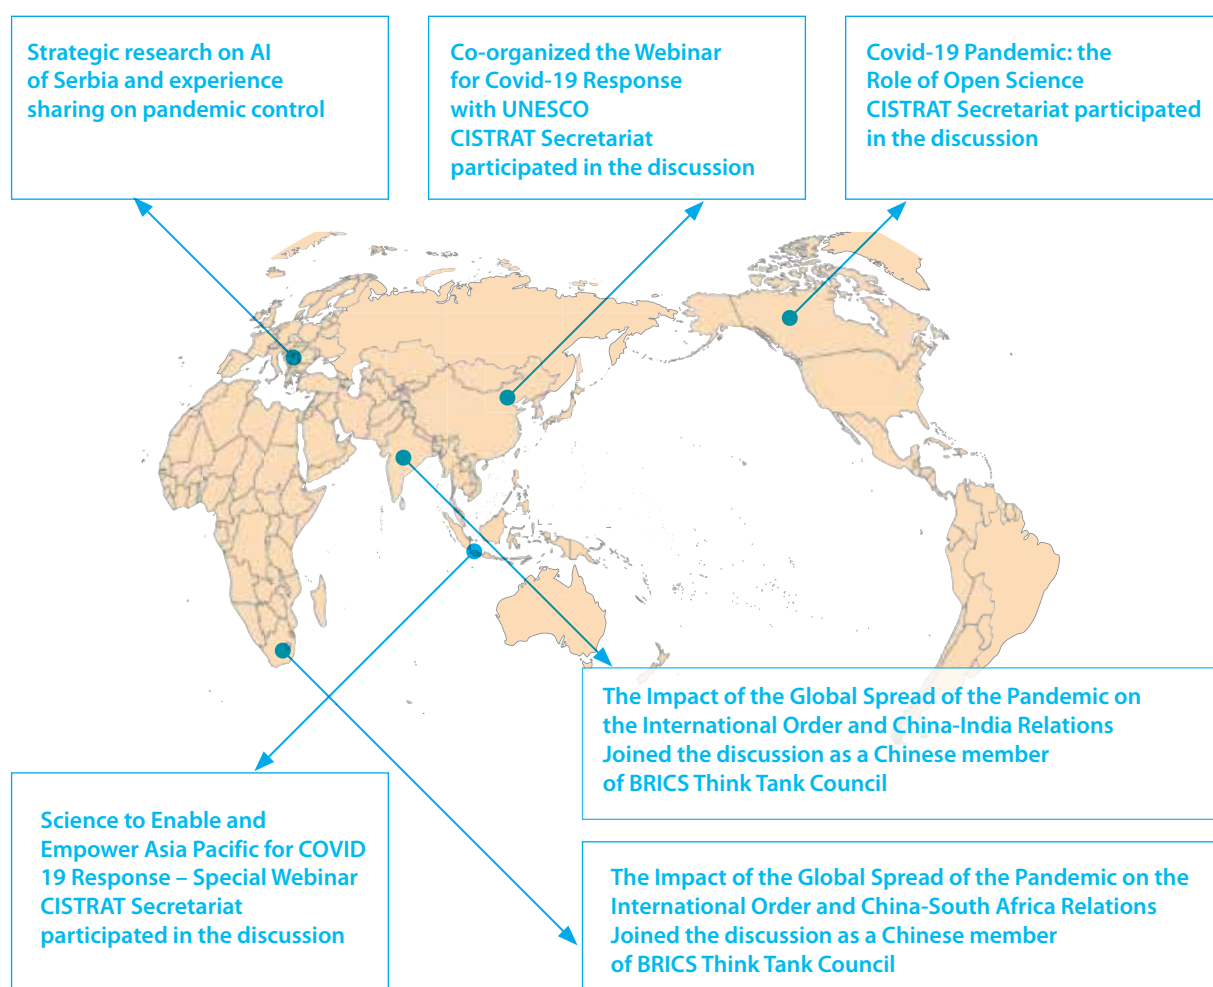 Strategic research on AI
of Serbia and experience
sharing on pandemic control
Co-organized the Webinar
for Covid-19 Response
with UNESCO
CISTRAT Secretariat
participated in the discussion
Covid-19 Pandemic: the
Role of Open Science
CISTRAT Secretariat participated
in the discussion
The Impact of the Global Spread of the Pandemic on
the International Order and China-India Relations
Joined the discussion as a Chinese member
of BRICS Think Tank Council
Science to Enable and
Empower Asia Pacific for COVID
19 Response – Special Webinar
CISTRAT Secretariat
participated in the discussion
The Impact of the Global Spread of the Pandemic on the
International Order and China-South Africa Relations
Joined the discussion as a Chinese member
of BRICS Think Tank Council